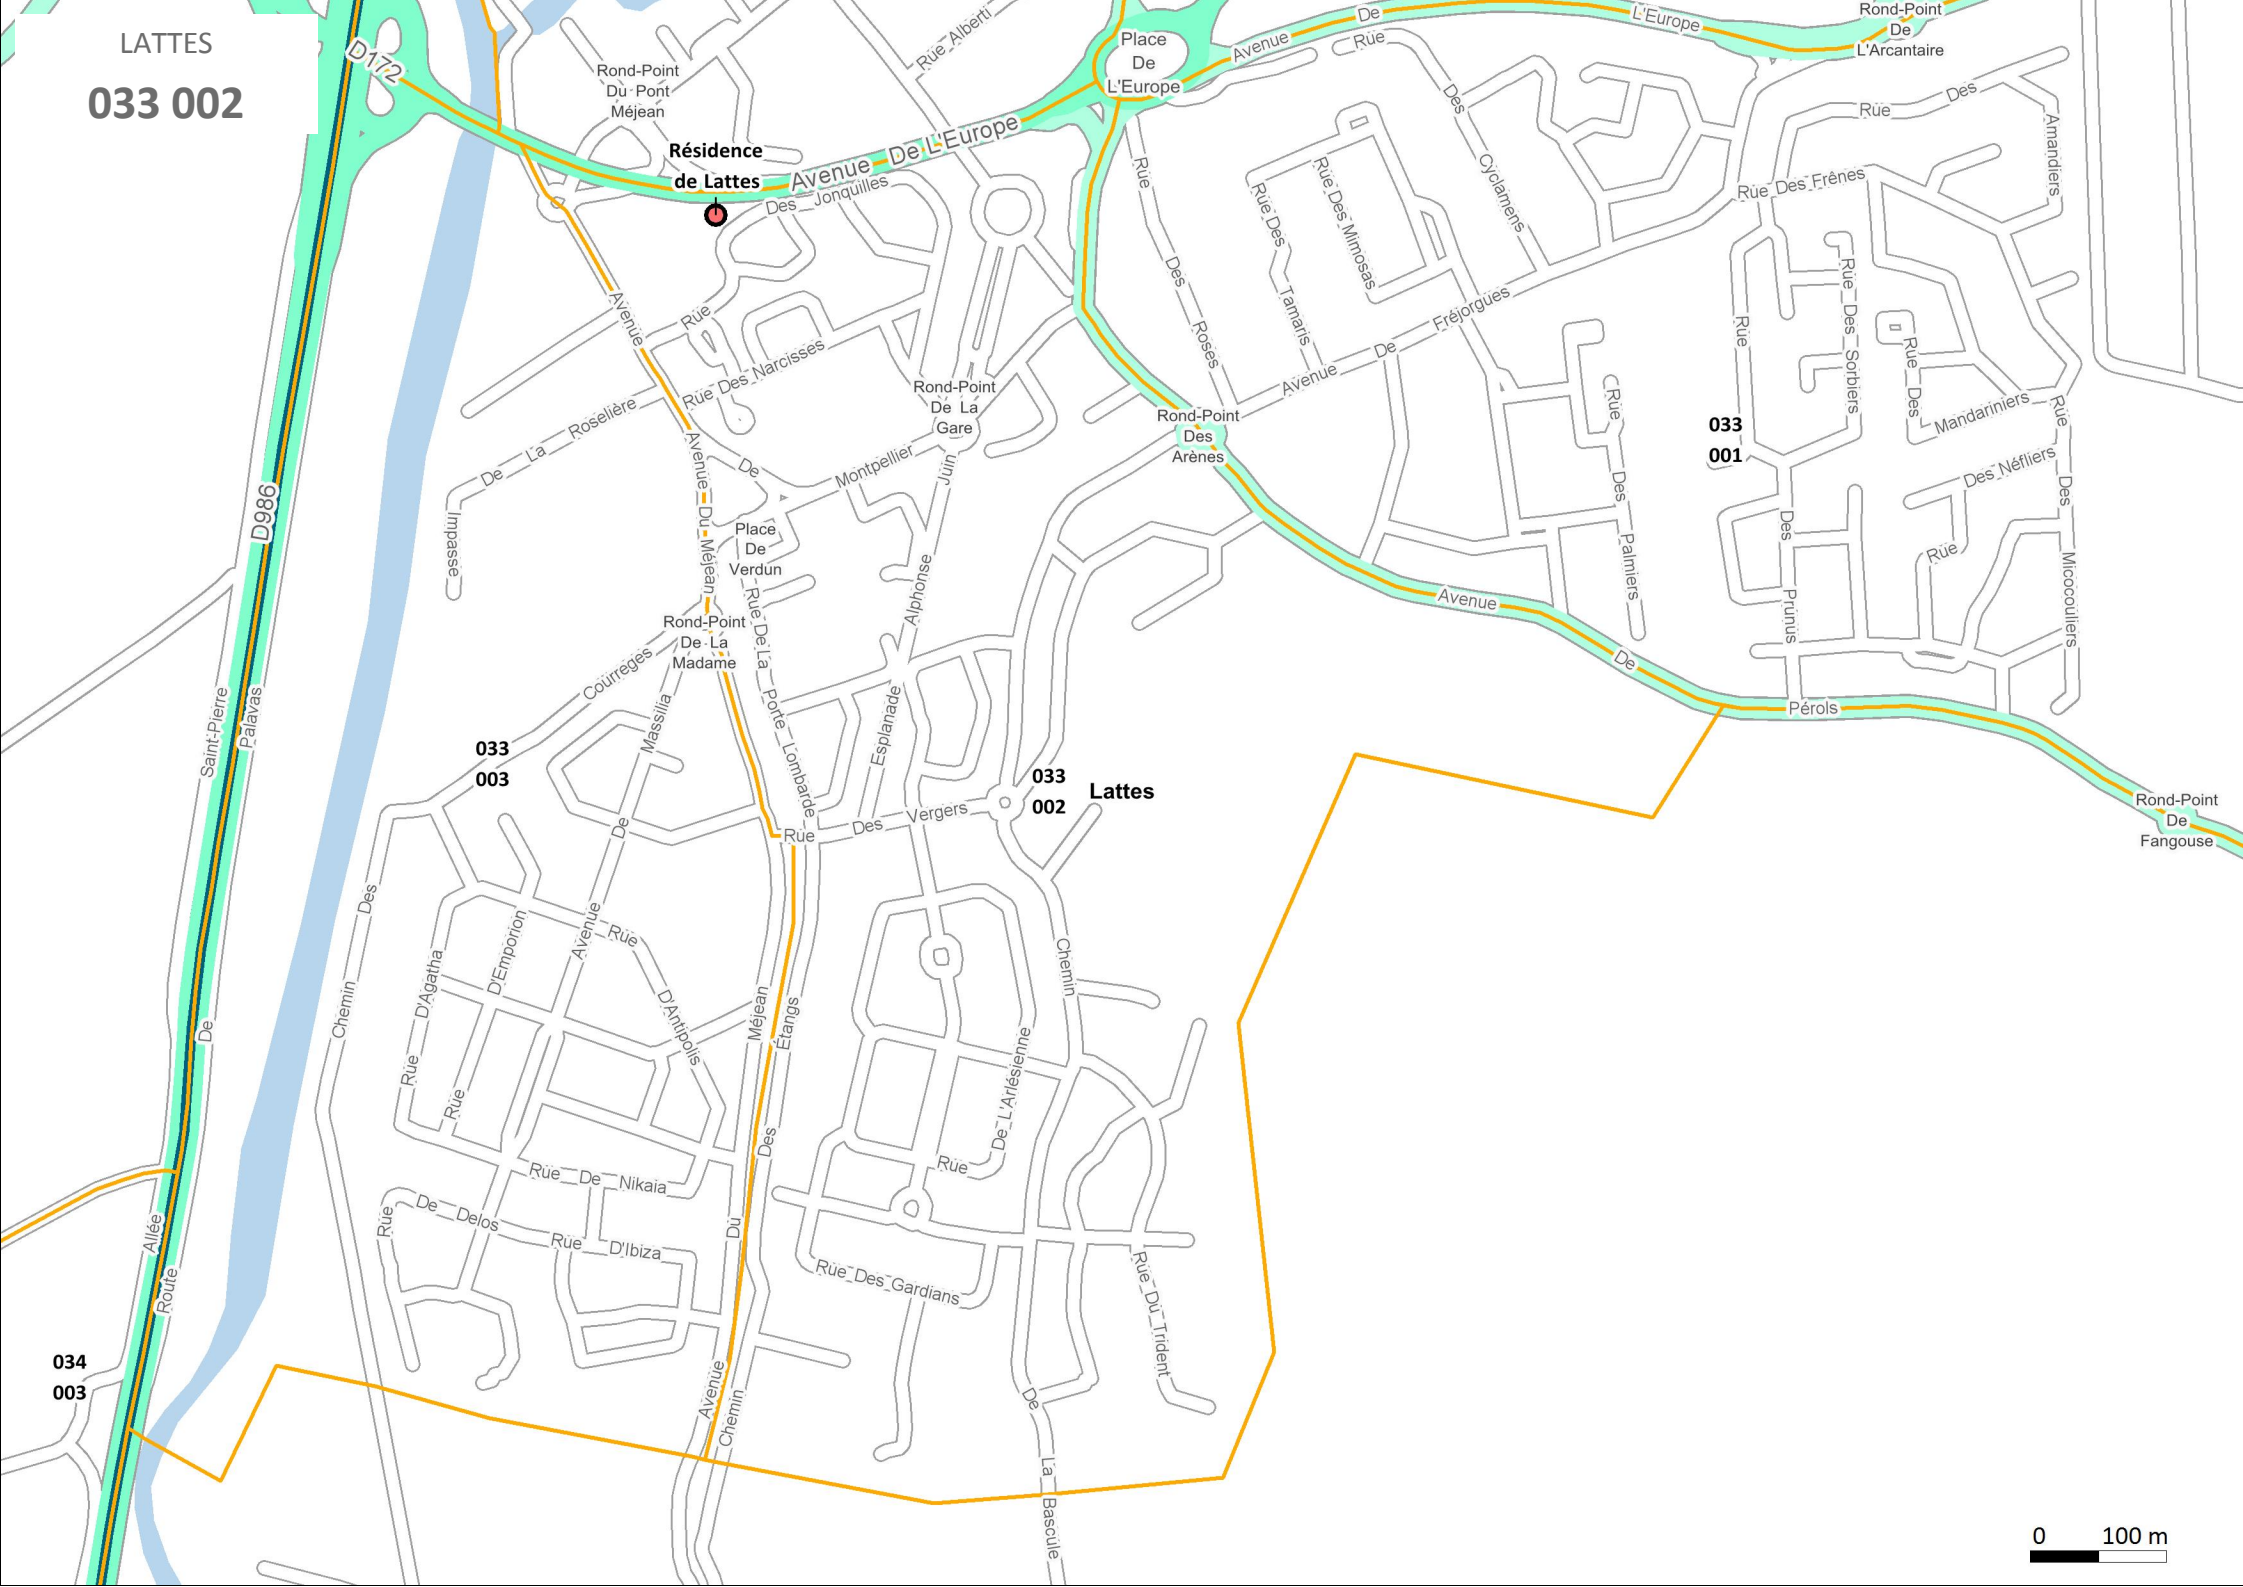 LATTES
033 002
D172
Rond-Point
Du Pont
Méjean
Résidence
de Lattes
Rue Alberti
Place
De
L'Europe
Avenue De L'Europe
Rond-Point
De
L'Arcantaire
Avenue De L'Europe
Des Jonquilles
Rue
Rue Des Cyclamens
Rue Des Roses
Rue Des Tamaris
Rue Des Mimosas
Rue Des Frênes
Rue Des Amandiers
Avenue De Fréjorgues
Rue Des Sorbiers
Rue Des Mandariniers
Rue Des Néfliers
Rue Des Micocouliers
Rue Des Prunus
Rue Des Palmiers
033
001
Avenue De Montpellier
Rue Des Narcisses
Impasse De La Roselière
Rond-Point
De La
Gare
Rond-Point
Des
Arènes
Avenue Du Méjean
Place
De
Verdun
Rue De La Porte Lombarde
Rond-Point
De La
Madame
Esplanade Alphonse Juin
Avenue De Pérols
Rond-Point
De
Fangouse
D986
Allée Saint-Pierre
Route De Palavas
Chemin Des Courreges
033
003
Avenue De Massilia
Rue Des Vergers
033
002
Lattes
Rue D'Agatha
Rue D'Emporion
Rue D'Antipolis
Avenue Du Méjean
Chemin Des Étangs
Rue De L'Arlésienne
Chemin De La Bascule
Rue De Nikaia
Rue De Delos
Rue D'Ibiza
Rue Des Gardians
Rue Du Trident
034
003
0 100 m